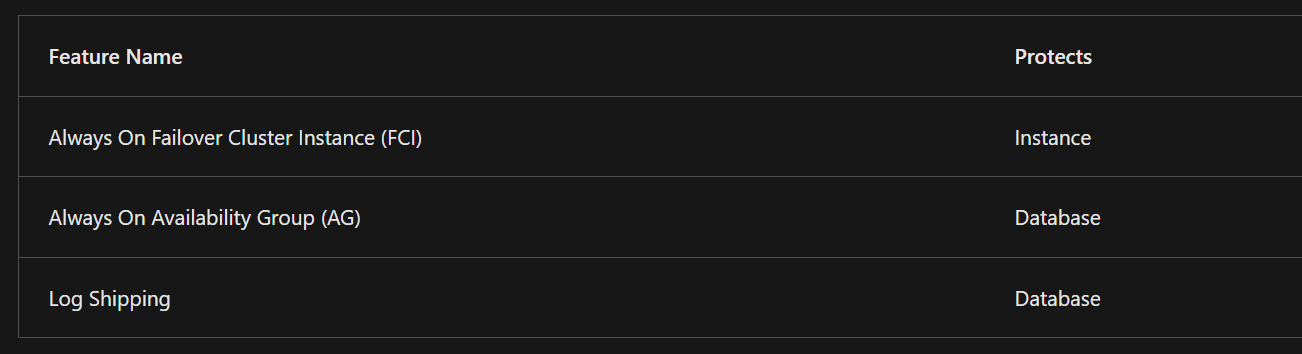 Feature Name Protects
Always On Failover Cluster Instance (FCI) Instance
Always On Availability Group (AG) Database
Log Shipping Database